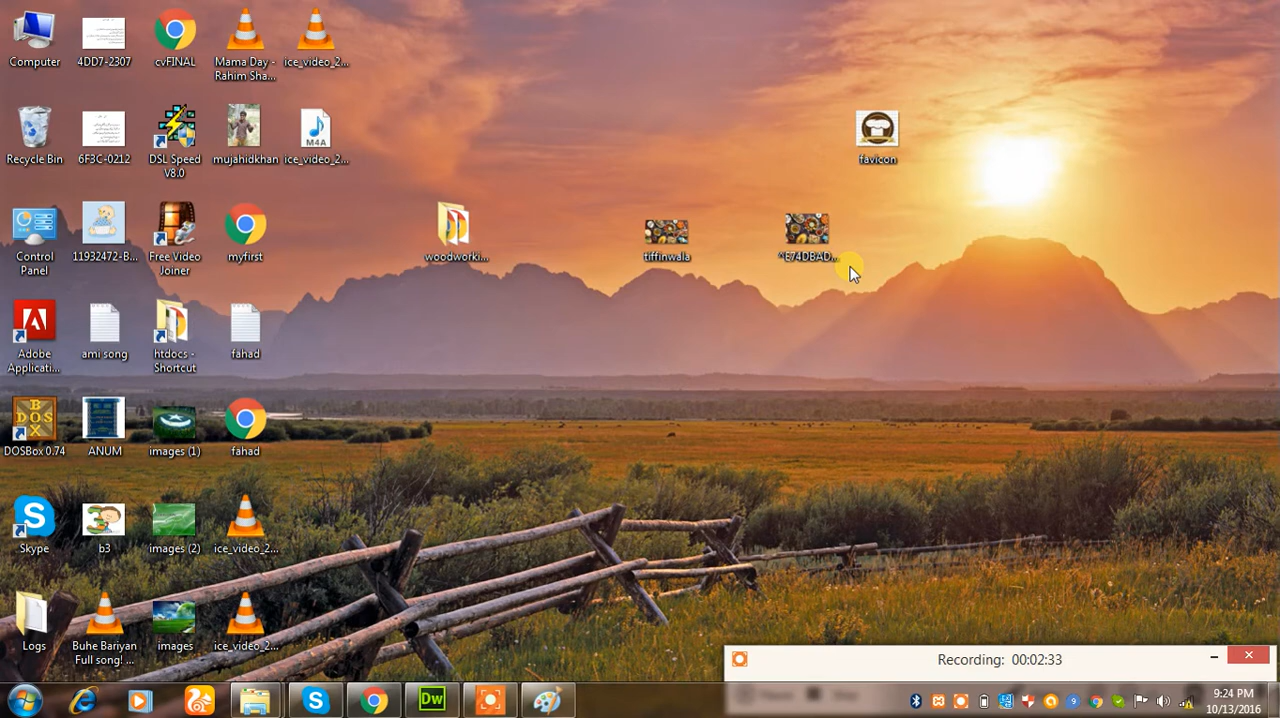 Computer
4DD7-2307
cvFINAL
Mama Day -
Rahim Sha...
ice_video_2...
Recycle Bin
6F3C-0212
DSL Speed
V8.0
mujahidkhan
M4A
ice_video_2...
favicon
Control
Panel
11932472-B...
Free Video
Joiner
myfirst
woodworki...
tiffinwala
^E74DBAD...
Adobe
Applicati...
ami song
htdocs -
Shortcut
fahad
DOSBox 0.74
ANUM
images (1)
fahad
Skype
b3
images (2)
ice_video_2...
Logs
Buhe Bariyan
Full song! ...
images
ice_video_2...
Recording: 00:02:33
Dw
9:24 PM
10/13/2016